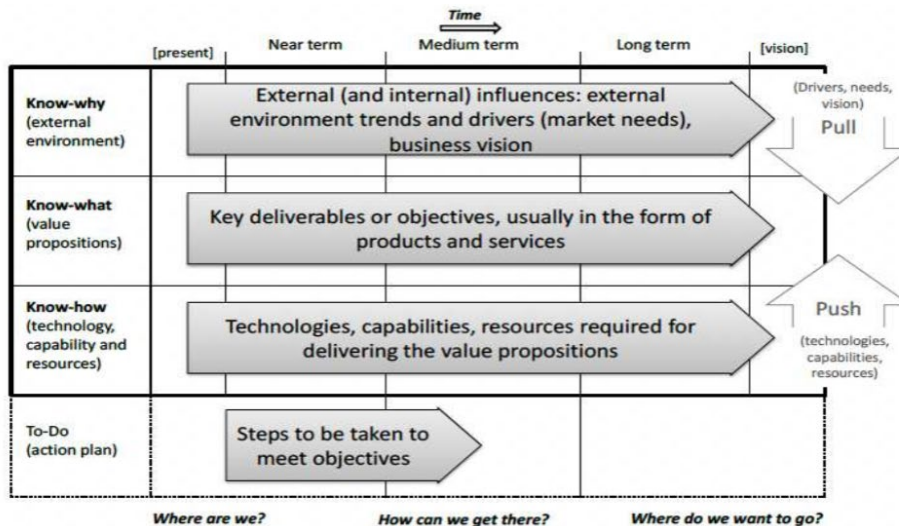 Time
[present]
Near term
Medium term
Long term
[vision]
Know-why
(external
environment)
External (and internal) influences: external
environment trends and drivers (market needs),
business vision
(Drivers, needs,
vision)
Pull
Know-what
(value
propositions)
Key deliverables or objectives, usually in the form of
products and services
Know-how
(technology,
capability and
resources)
Technologies, capabilities, resources required for
delivering the value propositions
Push
(technologies,
capabilities,
resources)
To-Do
(action plan)
Steps to be taken to
meet objectives
Where are we?
How can we get there?
Where do we want to go?